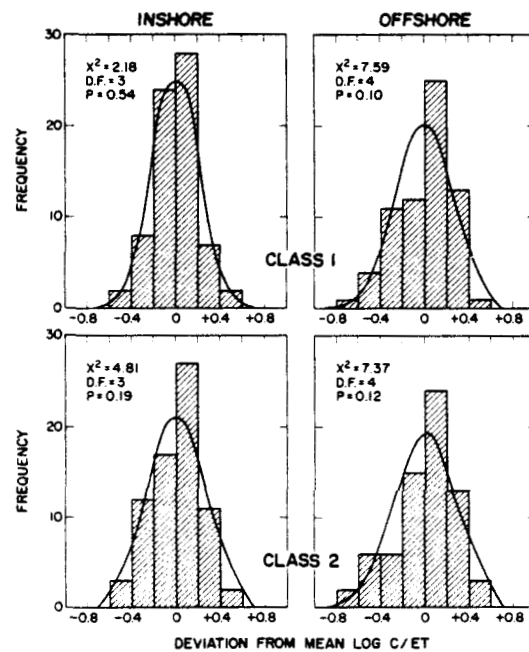 INSHORE OFFSHORE
30
20
10
0
FREQUENCY
X² = 2.18
D.F. = 3
P = 0.54
X² = 7.59
D.F. = 4
P = 0.10
CLASS 1
-0.8 -0.4 0 +0.4 +0.8 -0.8 -0.4 0 +0.4 +0.8
30
20
10
0
FREQUENCY
X² = 4.81
D.F. = 3
P = 0.19
X² = 7.37
D.F. = 4
P = 0.12
CLASS 2
-0.8 -0.4 0 +0.4 +0.8 -0.8 -0.4 0 +0.4 +0.8
DEVIATION FROM MEAN LOG C/ET